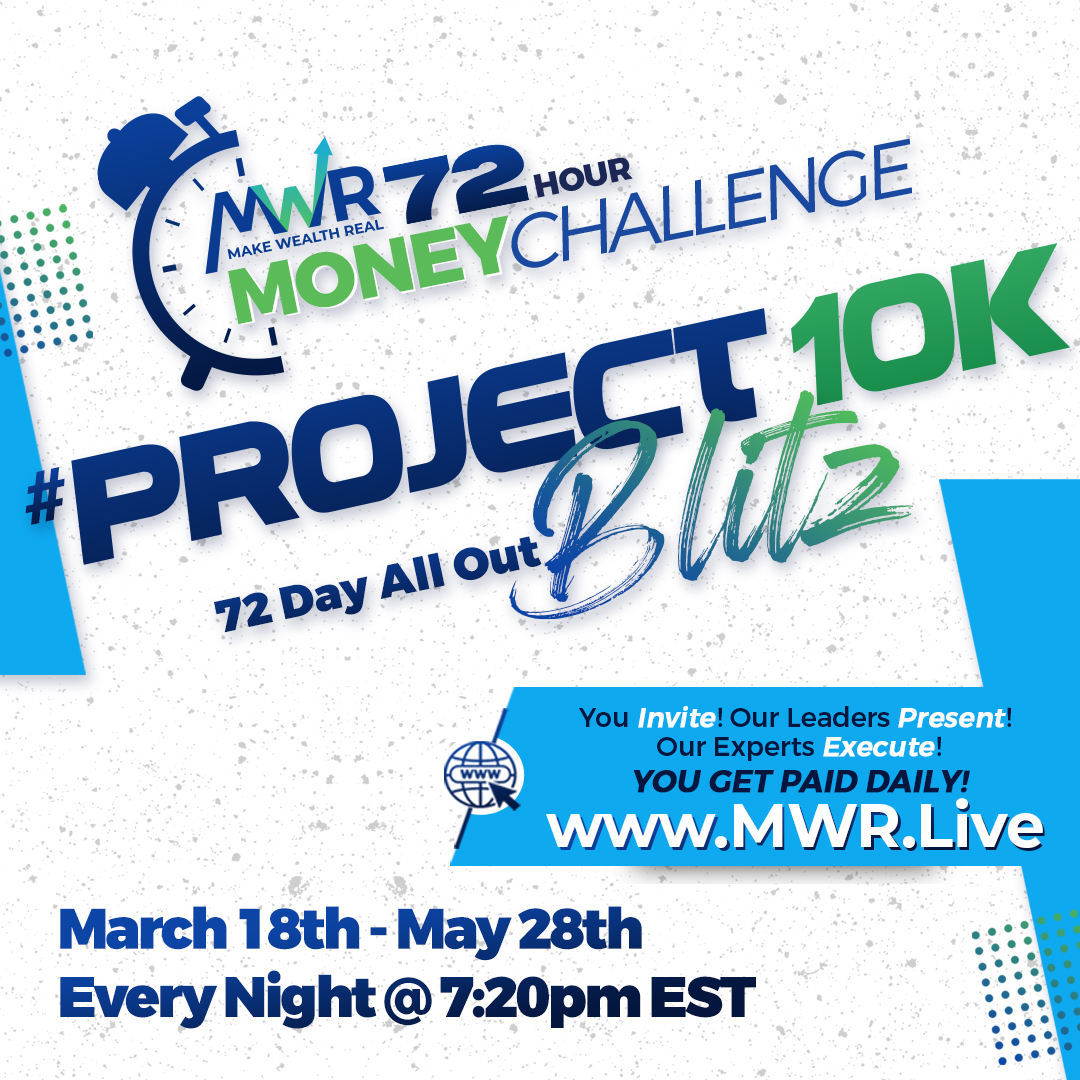 MWR 72 HOUR
MAKE WEALTH REAL
MONEY CHALLENGE
#PROJECT 10K
72 Day All Out Blitz
You Invite! Our Leaders Present!
Our Experts Execute!
YOU GET PAID DAILY!
www
www.MWR.Live
March 18th - May 28th
Every Night @ 7:20pm EST